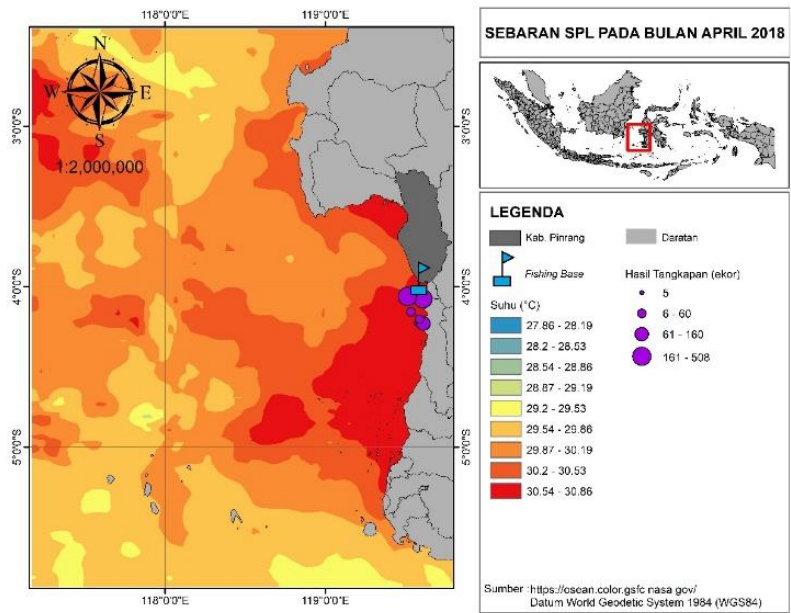 118°0'0"E 119°0'0"E
SEBARAN SPL PADA BULAN APRIL 2018
N
W E
S
1:2,000,000
3°0'0"S 3°0'0"S
4°0'0"S 4°0'0"S
5°0'0"S 5°0'0"S
118°0'0"E 119°0'0"E
LEGENDA
Kab. Pinrang Daratan
Fishing Base
Hasil Tangkapan (ekor)
5
6 - 60
61 - 160
161 - 508
Suhu (°C)
27.86 - 28.19
28.2 - 28.53
28.54 - 28.86
28.87 - 29.19
29.2 - 29.53
29.54 - 29.86
29.87 - 30.19
30.2 - 30.53
30.54 - 30.86
Sumber : https://osean.color.gsfc nasa gov/
Datum World Geodetic System 1984 (WGS84)